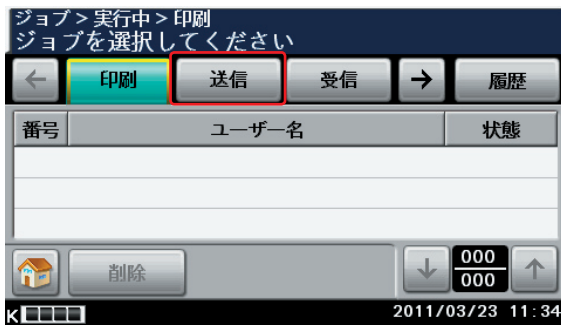 ジョブ > 実行中 > 印刷
ジョブを選択してください
← 印刷 送信 受信 → 履歴
番号 ユーザー名 状態
削除 ↓ 000 ↑
000
K 2011/03/23 11:34